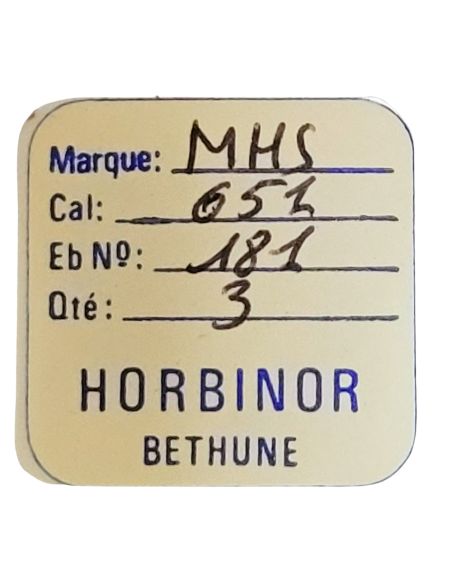 Marque: MHS
Cal: 651
Eb Nº: 181
Qté: 3
HORBINOR
BETHUNE